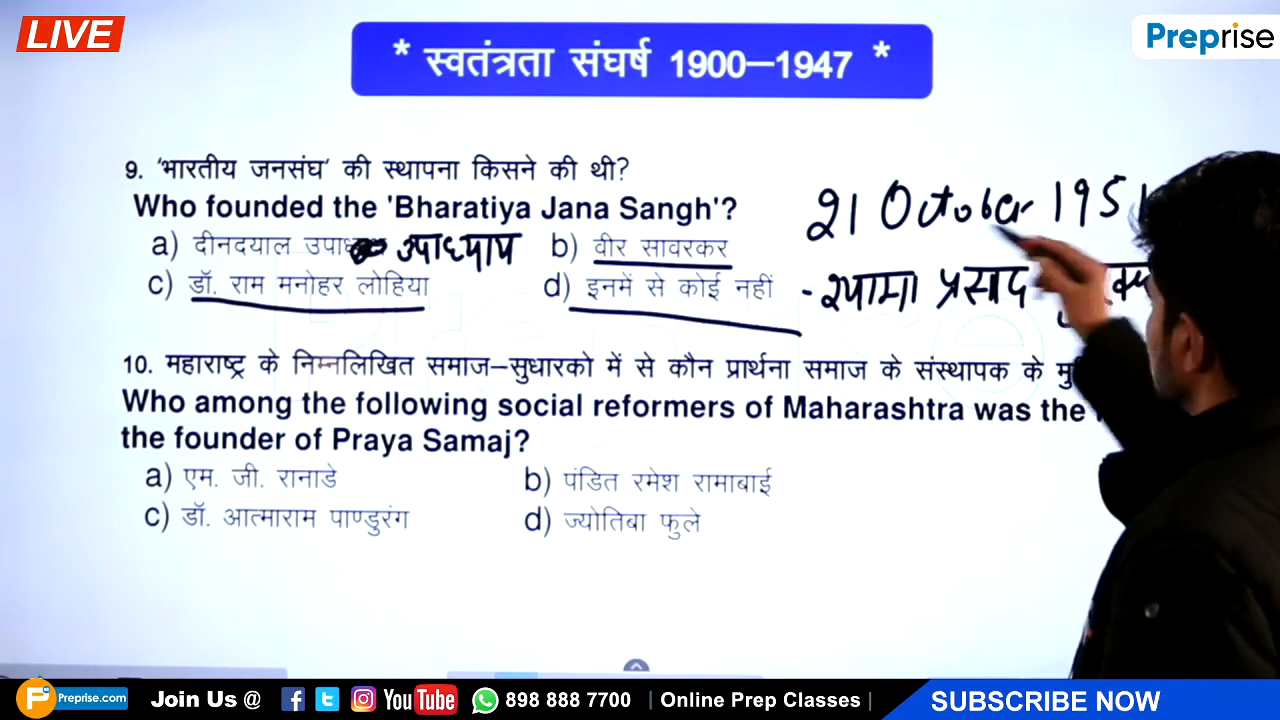 LIVE
Preprise
* स्वतंत्रता संघर्ष 1900–1947 *
9. 'भारतीय जनसंघ' की स्थापना किसने की थी?
Who founded the 'Bharatiya Jana Sangh'?
21 October 1951
a) दीनदयाल उपाध्याय b) वीर सावरकर
c) डॉ. राम मनोहर लोहिया d) इनमें से कोई नहीं - श्यामा प्रसाद
10. महाराष्ट्र के निम्नलिखित समाज–सुधारको में से कौन प्रार्थना समाज के संस्थापक के
Who among the following social reformers of Maharashtra was the
the founder of Praya Samaj?
a) एम. जी. रानाडे b) पंडित रमेश रामाबाई
c) डॉ. आत्माराम पाण्डुरंग d) ज्योतिबा फुले
Preprise.com Join Us @ YouTube 898 888 7700 | Online Prep Classes | SUBSCRIBE NOW